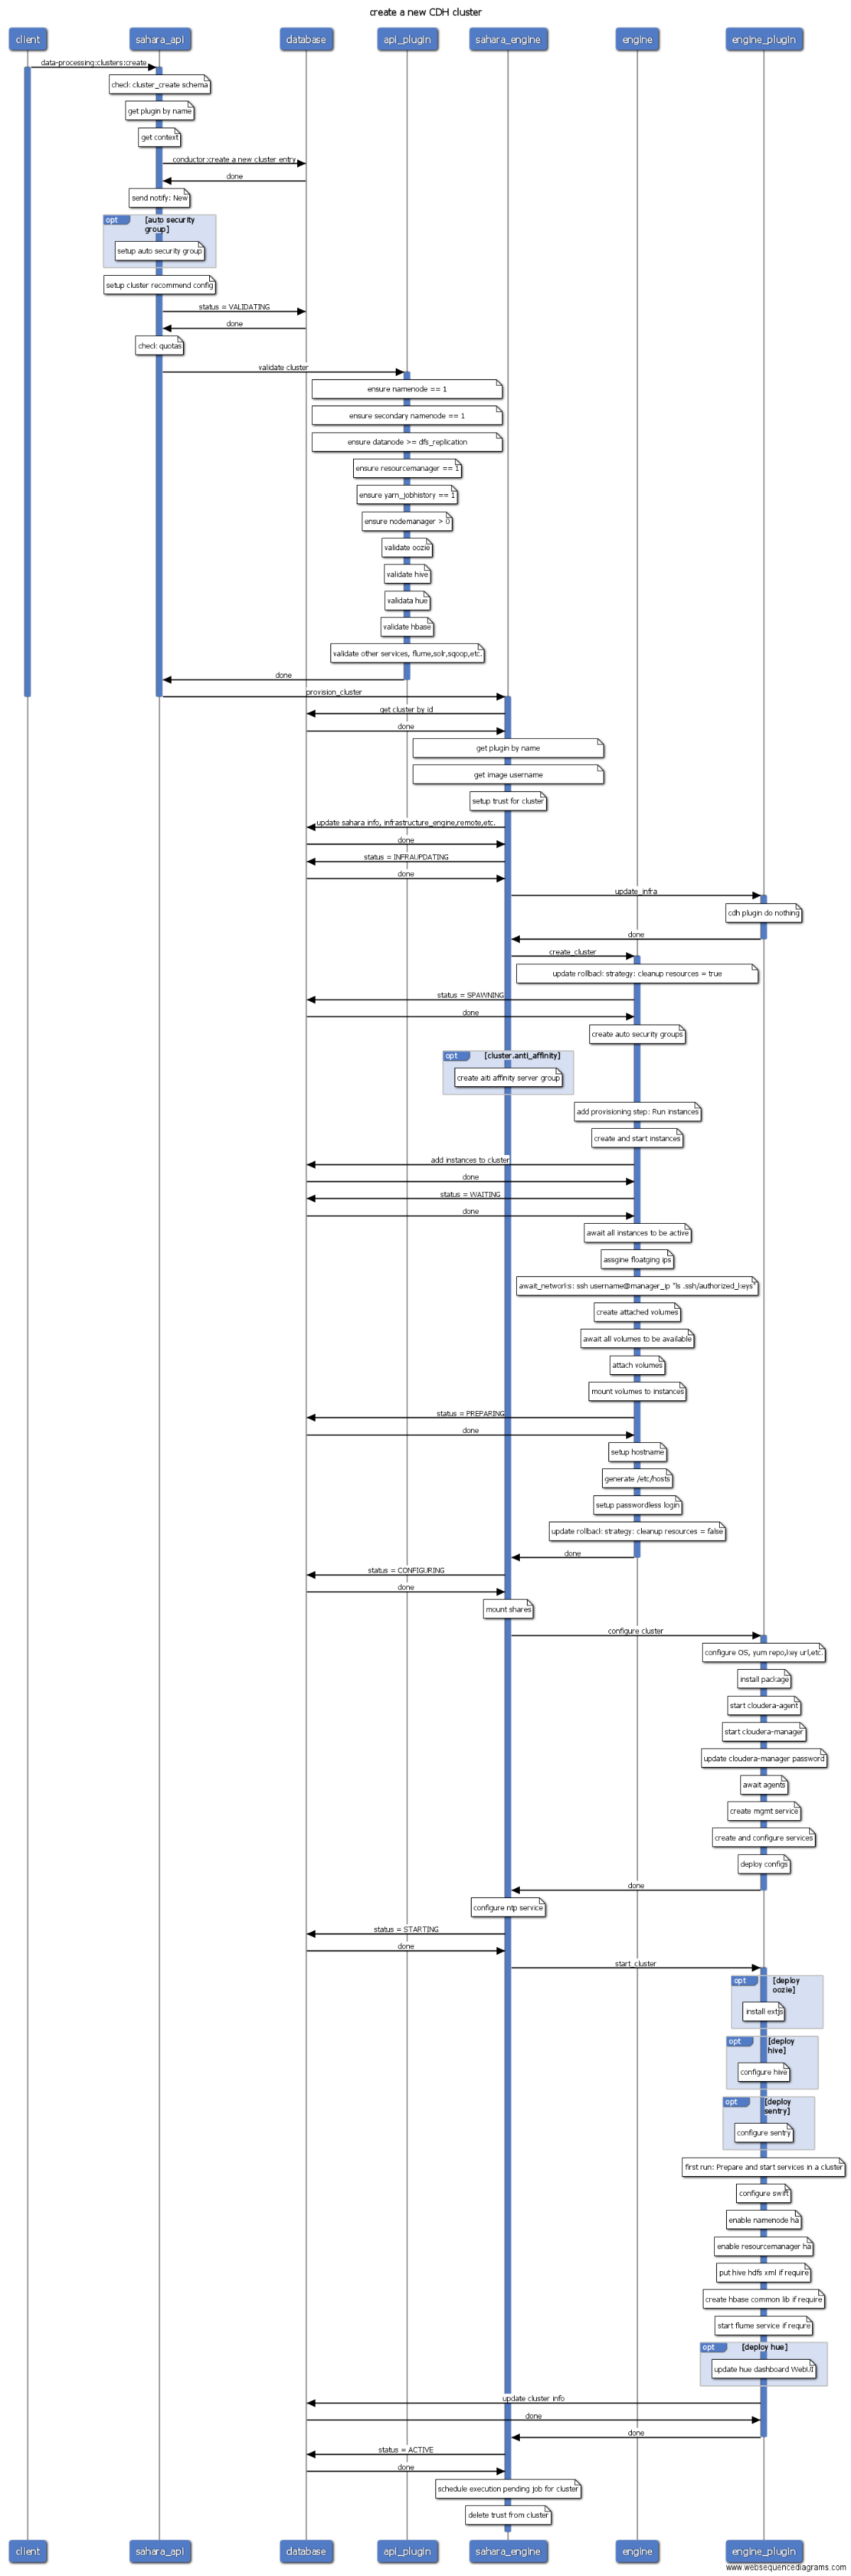 create a new CDH cluster
client
sahara_api
database
api_plugin
sahara_engine
engine
engine_plugin
data-processing:clusters:create
check cluster_create schema
get plugin by name
get context
conductor:create a new cluster entry
done
send notify: New
opt
[auto security
group]
setup auto security group
setup cluster recommend config
status = VALIDATING
done
check quotas
validate cluster
ensure namenode == 1
ensure secondary namenode == 1
ensure datanode >= dfs_replication
ensure resourcemanager == 1
ensure yarn_jobhistory == 1
ensure nodemanager > 0
validate oozie
validate hive
validata hue
validate hbase
validate other services, flume,solr,sqoop,etc.
done
provision_cluster
get cluster by id
done
get plugin by name
get image username
setup trust for cluster
update sahara info, infrastructure_engine,remote,etc.
done
status = INFRAUPDATING
done
update_infra
cdh plugin do nothing
done
create_cluster
update rollback strategy: cleanup resources = true
status = SPAWNING
done
create auto security groups
opt
[cluster.anti_affinity]
create aiti affinity server group
add provisioning step: Run instances
create and start instances
add instances to cluster
done
status = WAITING
done
await all instances to be active
assgine floatging ips
await_networks: ssh username@manager_ip "ls .ssh/authorized_keys"
create attached volumes
await all volumes to be available
attach volumes
mount volumes to instances
status = PREPARING
done
setup hostname
generate /etc/hosts
setup passwordless login
update rollback strategy: cleanup resources = false
done
status = CONFIGURING
done
mount shares
configure cluster
configure OS, yum repo,key url,etc.
install package
start cloudera-agent
start cloudera-manager
update cloudera-manager password
await agents
create mgmt service
create and configure services
deploy configs
done
configure ntp service
status = STARTING
done
start_cluster
opt
[deploy
oozie]
install extjs
opt
[deploy
hive]
configure hive
opt
[deploy
sentry]
configure sentry
first run: Prepare and start services in a cluster
configure swift
enable namenode ha
enable resourcemanager ha
put hive hdfs xml if require
create hbase common lib if require
start flume service if requre
opt
[deploy hue]
update hue dashboard WebUI
update cluster info
done
done
status = ACTIVE
done
schedule execution pending job for cluster
delete trust from cluster
client
sahara_api
database
api_plugin
sahara_engine
engine
engine_plugin
www.websequencediagrams.com